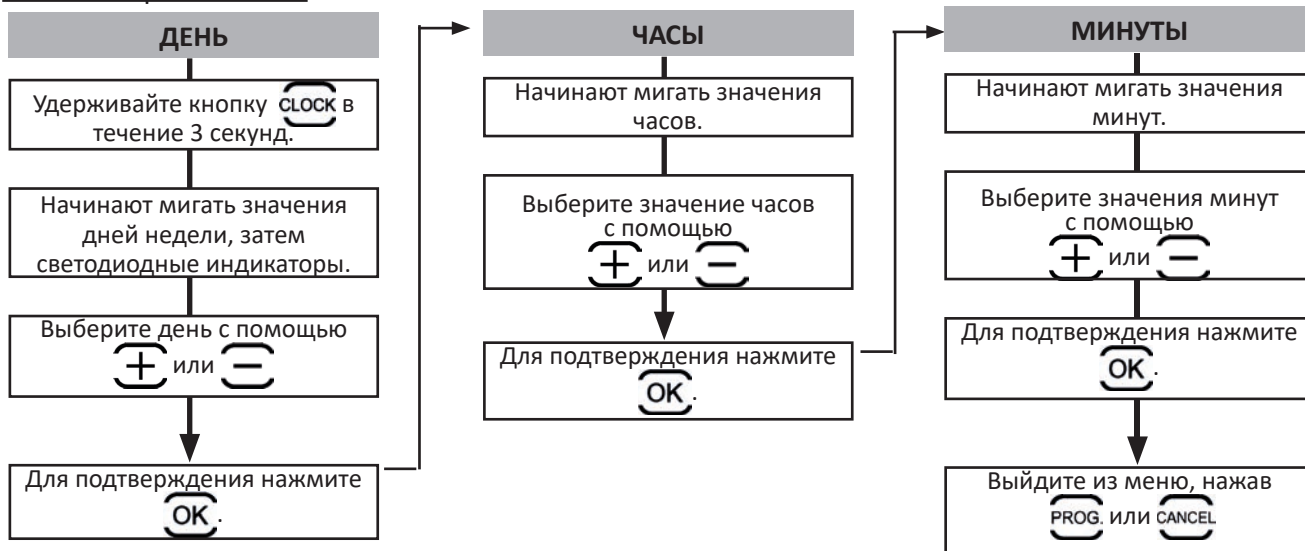 ДЕНЬ
Удерживайте кнопку CLOCK в
течение 3 секунд.
Начинают мигать значения
дней недели, затем
светодиодные индикаторы.
Выберите день с помощью
+ или −
Для подтверждения нажмите
OK.
ЧАСЫ
Начинают мигать значения
часов.
Выберите значение часов
с помощью
+ или −
Для подтверждения нажмите
OK.
МИНУТЫ
Начинают мигать значения
минут.
Выберите значения минут
с помощью
+ или −
Для подтверждения нажмите
OK.
Выйдите из меню, нажав
PROG. или CANCEL